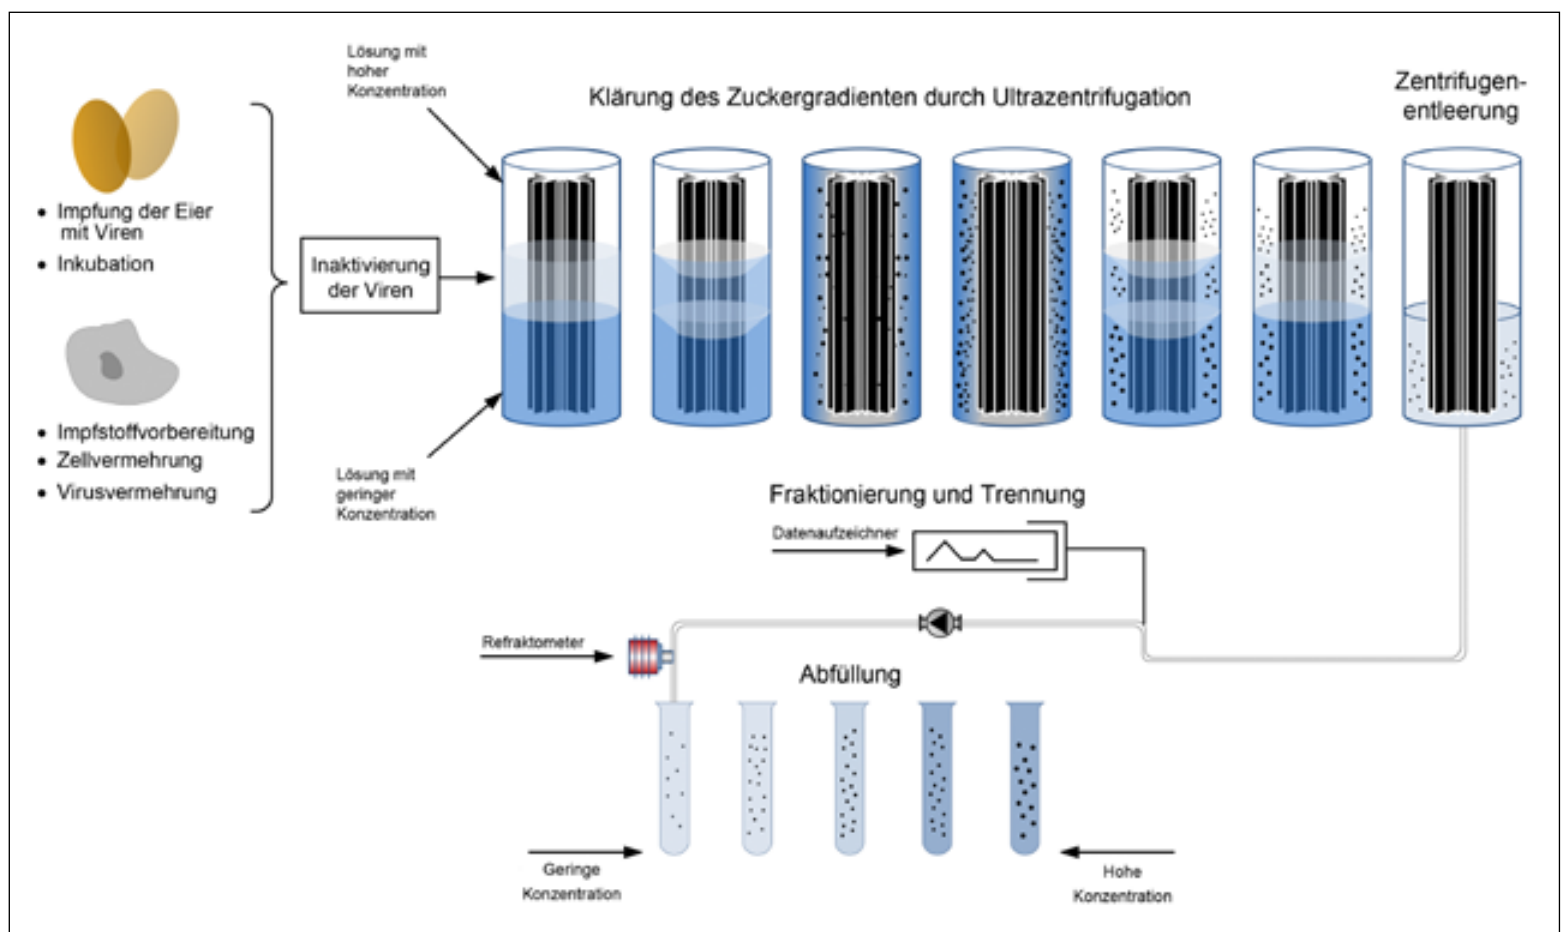 Lösung mit
hoher
Konzentration
Klärung des Zuckergradienten durch Ultrazentrifugation
Zentrifugen-
entleerung
• Impfung der Eier
mit Viren
• Inkubation
Inaktivierung
der Viren
• Impfstoffvorbereitung
• Zellvermehrung
• Virusvermehrung
Lösung mit
geringer
Konzentration
Fraktionierung und Trennung
Datenaufzeichner
Refraktometer
Abfüllung
Geringe
Konzentration
Hohe
Konzentration